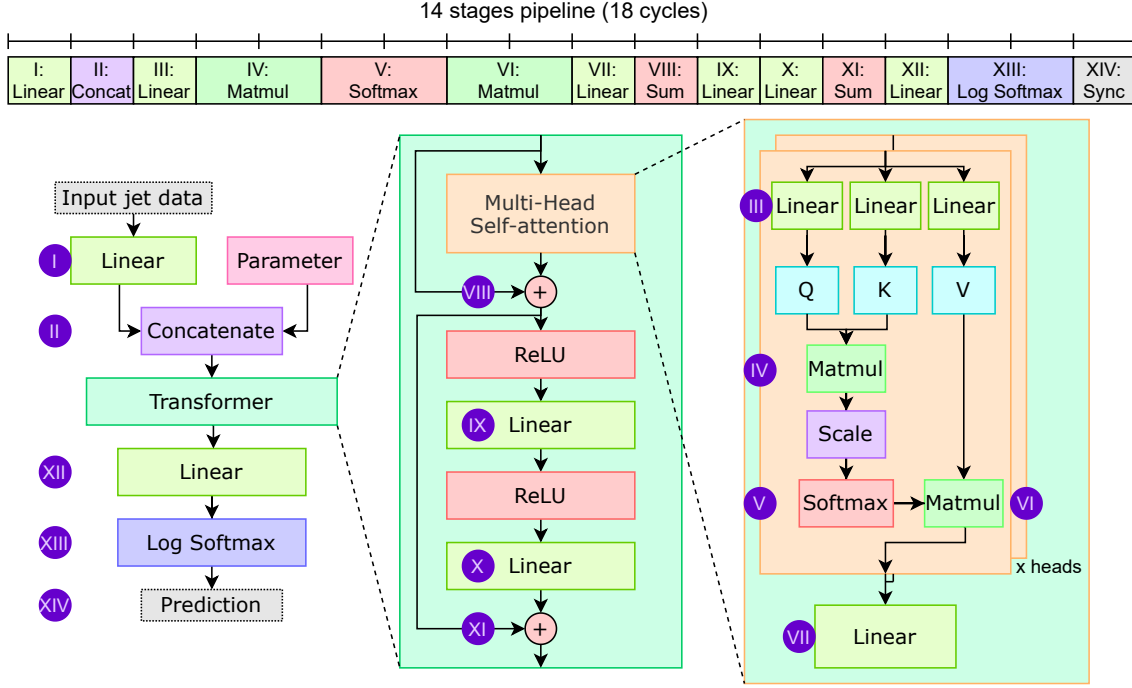 14 stages pipeline (18 cycles)
I: Linear
II: Concat
III: Linear
IV: Matmul
V: Softmax
VI: Matmul
VII: Linear
VIII: Sum
IX: Linear
X: Linear
XI: Sum
XII: Linear
XIII: Log Softmax
XIV: Sync
Input jet data
I
Linear
Parameter
II
Concatenate
Transformer
XII
Linear
XIII
Log Softmax
XIV
Prediction
Multi-Head
Self-attention
VIII
+
ReLU
IX
Linear
ReLU
X
Linear
XI
+
III
Linear
Linear
Linear
Q
K
V
IV
Matmul
Scale
V
Softmax
Matmul
VI
x heads
VII
Linear